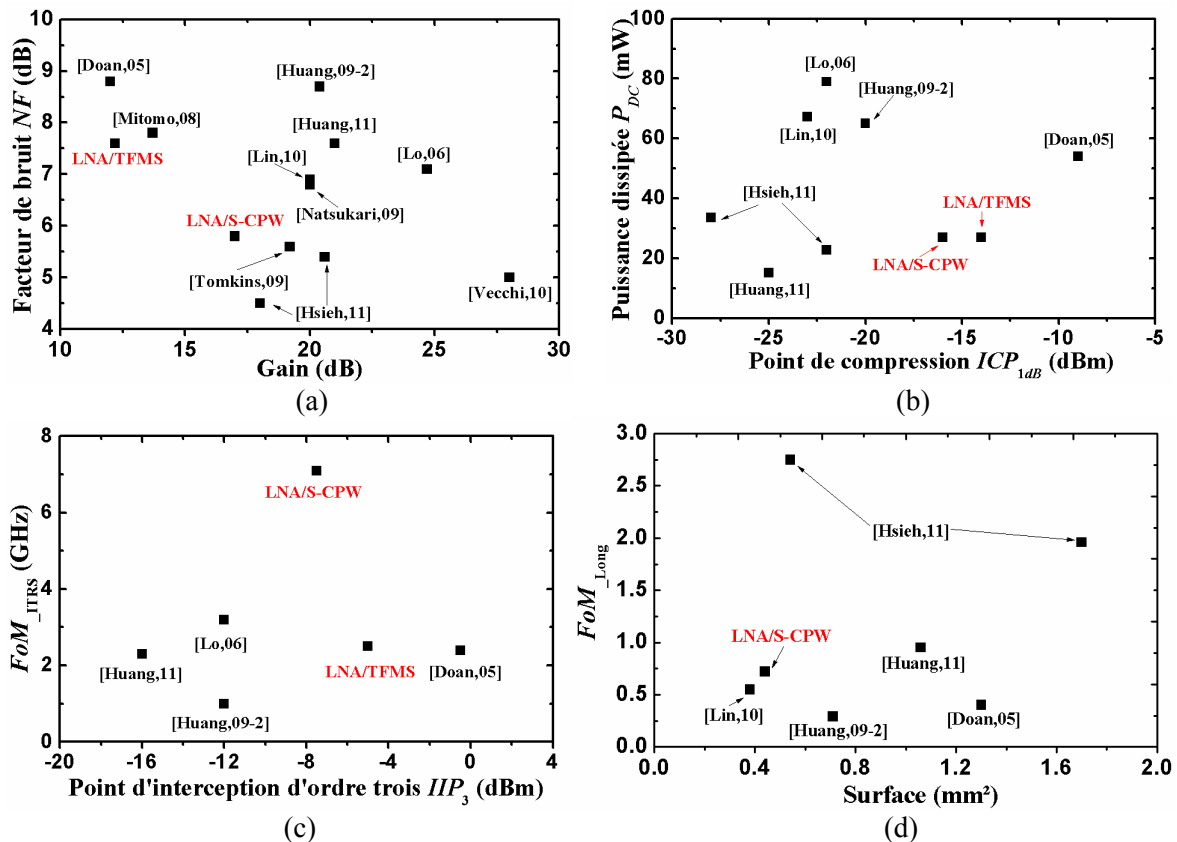 10
9
8
7
6
5
4
Facteur de bruit NF (dB)
[Doan,05]
[Huang,09-2]
[Mitomo,08]
[Huang,11]
LNA/TFMS
[Lin,10]
[Lo,06]
[Natsukari,09]
LNA/S-CPW
[Tomkins,09]
[Vecchi,10]
[Hsieh,11]
10 15 20 25 30
Gain (dB)
(a)
100
80
60
40
20
0
Puissance dissipée P_DC (mW)
[Lo,06]
[Huang,09-2]
[Lin,10]
[Doan,05]
[Hsieh,11]
LNA/TFMS
LNA/S-CPW
[Huang,11]
-30 -25 -20 -15 -10 -5
Point de compression ICP_1dB (dBm)
(b)
8
6
4
2
0
FoM_ITRS (GHz)
LNA/S-CPW
[Lo,06]
[Huang,11]
LNA/TFMS
[Doan,05]
[Huang,09-2]
-20 -16 -12 -8 -4 0 4
Point d'interception d'ordre trois IIP_3 (dBm)
(c)
3.0
2.5
2.0
1.5
1.0
0.5
0.0
FoM_Long
[Hsieh,11]
LNA/S-CPW
[Huang,11]
[Lin,10]
[Huang,09-2]
[Doan,05]
0.0 0.4 0.8 1.2 1.6 2.0
Surface (mm²)
(d)